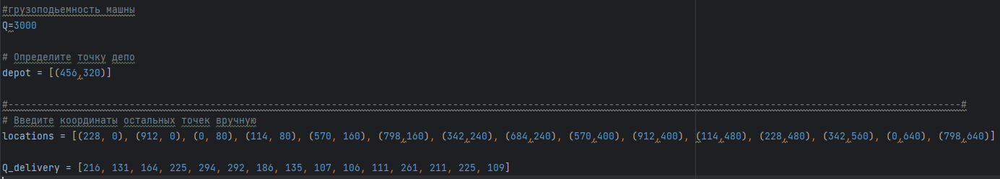 #грузоподьемность машны
Q=3000
# Определите точку депо
depot = [(456,320)]
#---------------------------------------------------------------------------------------------------------------------------------------------------------------------#
# Введите координаты остальных точек вручную
locations = [(228, 0), (912, 0), (0, 80), (114, 80), (570, 160), (798,160), (342,240), (684,240), (570,400), (912,400), (114,480), (228,480), (342,560), (0,640), (798,640)]
Q_delivery = [216, 131, 164, 225, 294, 292, 186, 135, 107, 106, 111, 261, 211, 225, 109]